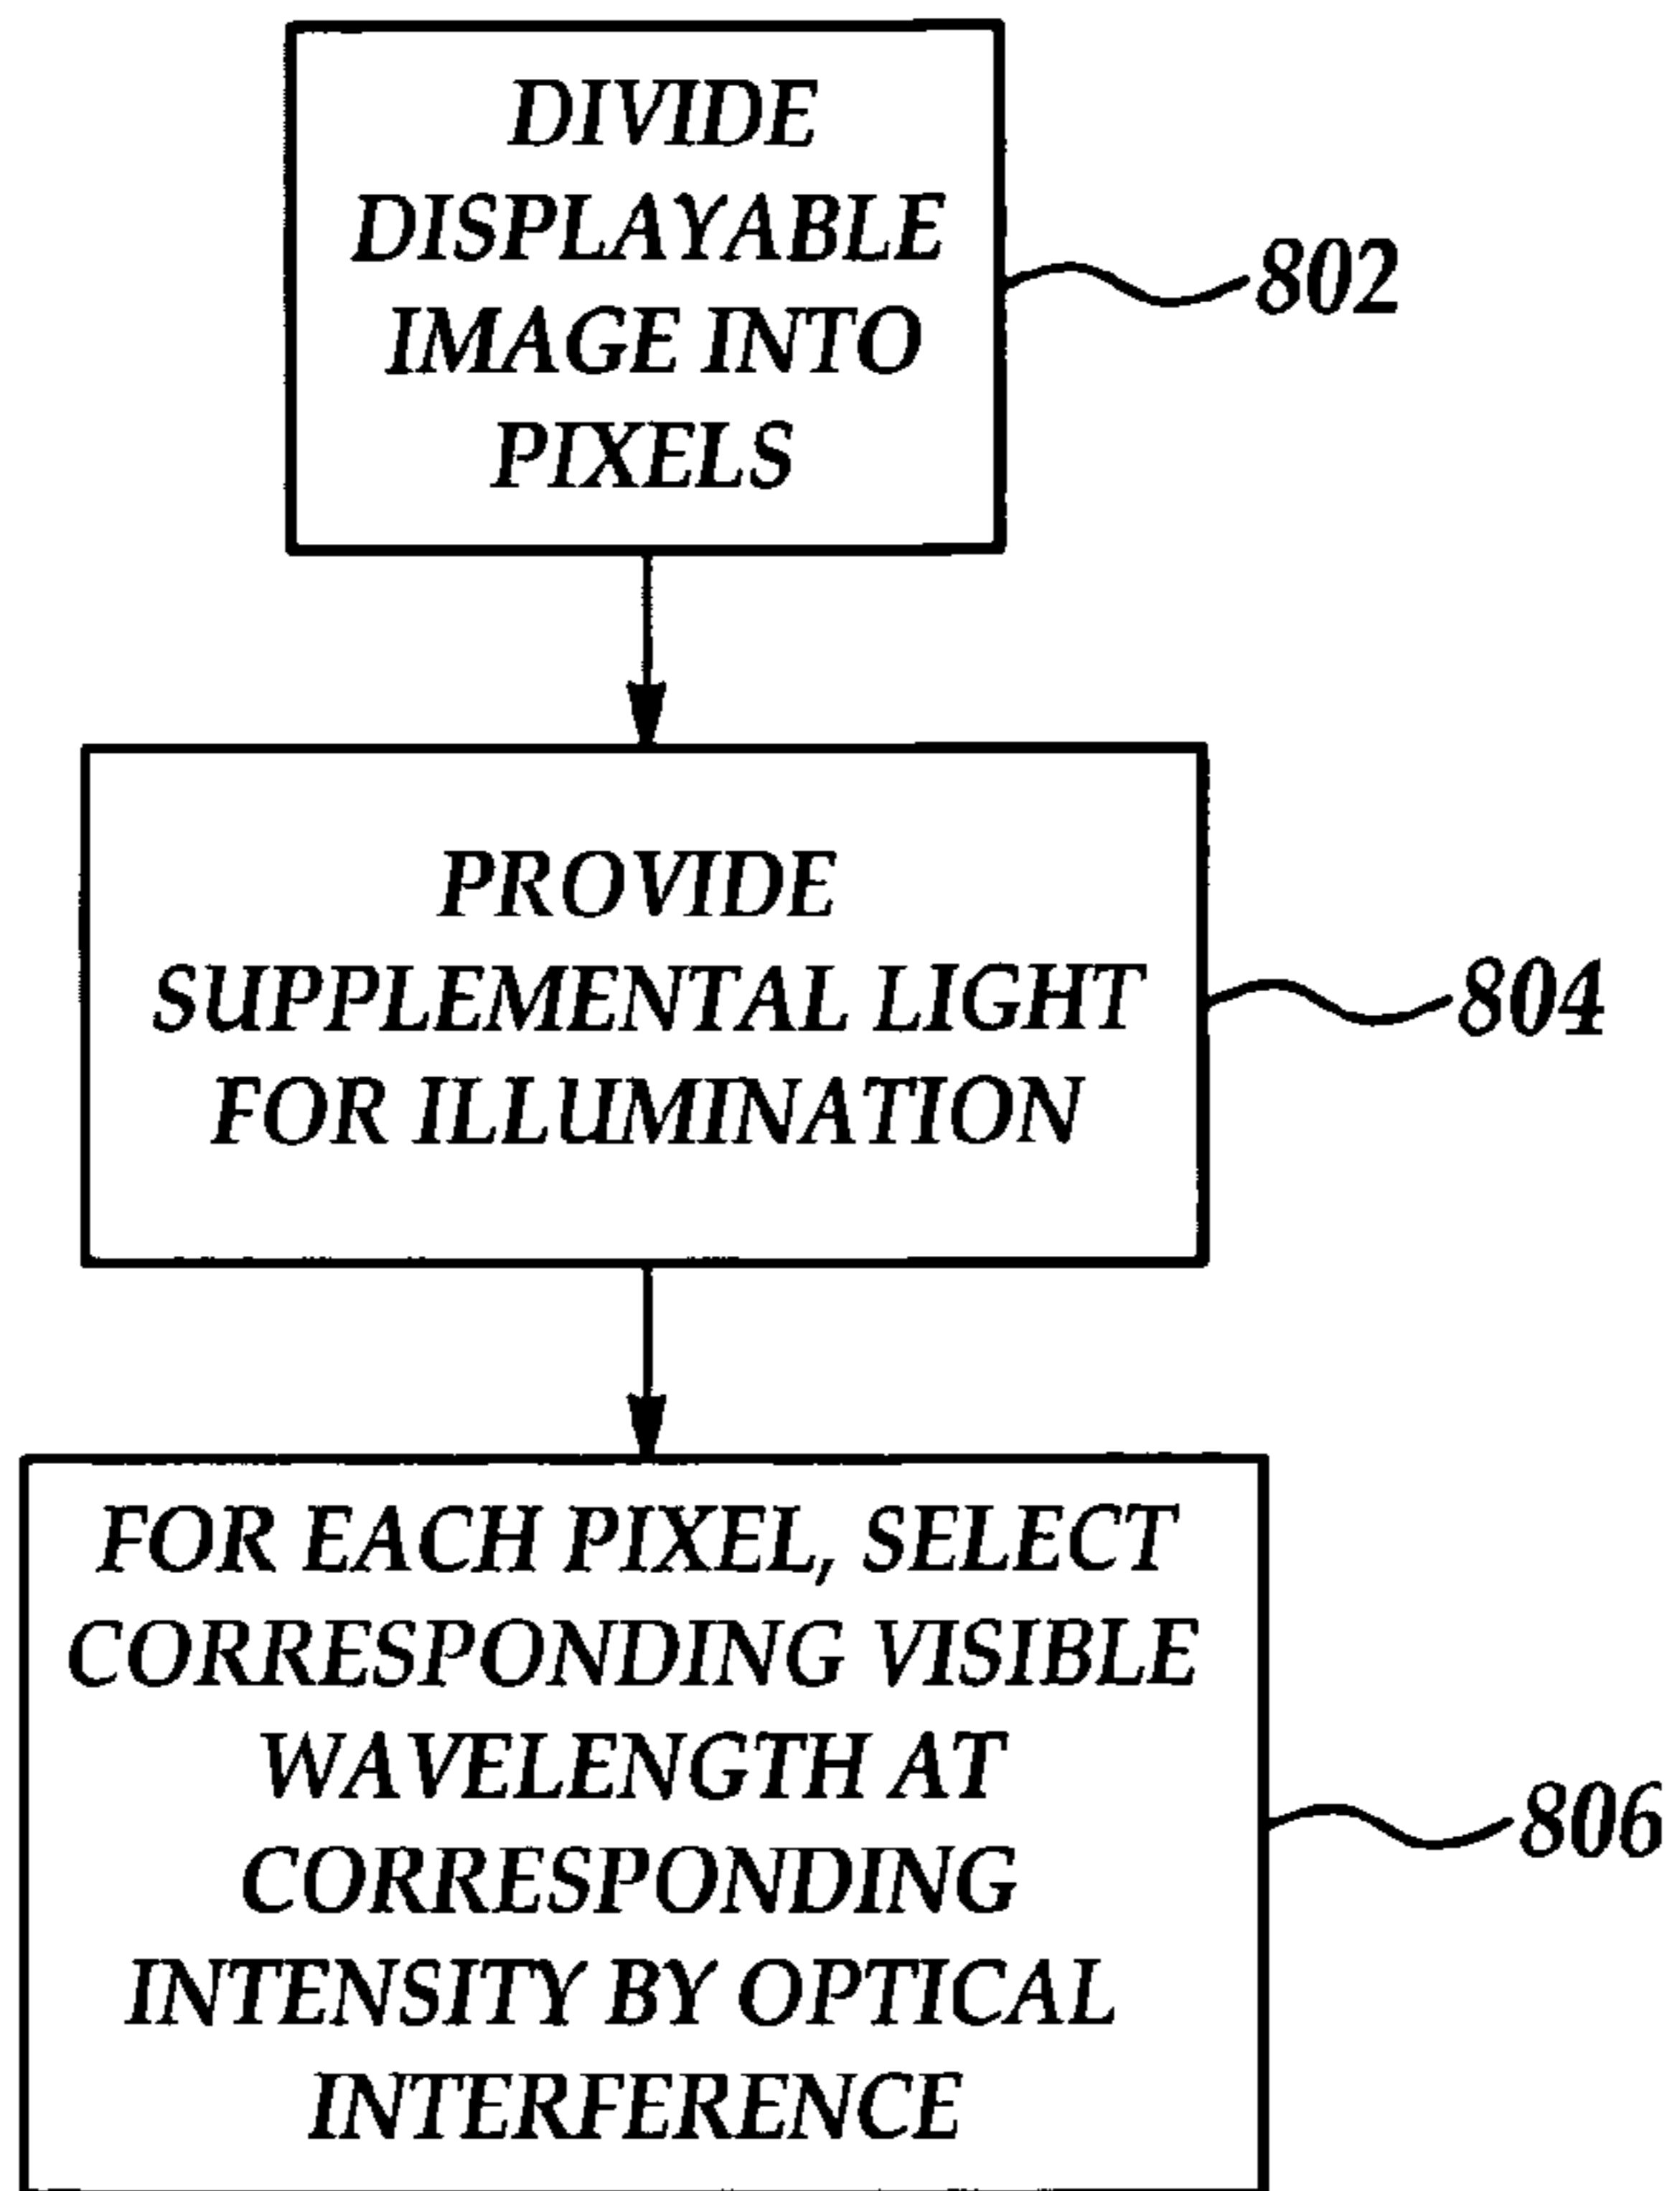 DIVIDE
DISPLAYABLE
IMAGE INTO
PIXELS
802
PROVIDE
SUPPLEMENTAL LIGHT
FOR ILLUMINATION
804
FOR EACH PIXEL, SELECT
CORRESPONDING VISIBLE
WAVELENGTH AT
CORRESPONDING
INTENSITY BY OPTICAL
INTERFERENCE
806